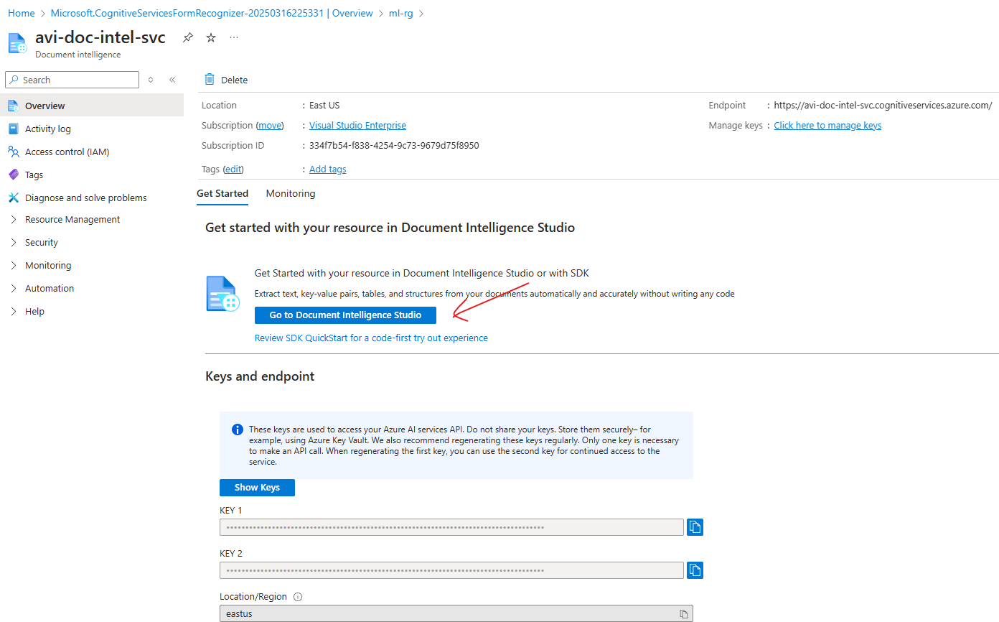 Home > Microsoft.CognitiveServicesFormRecognizer-20250316225331 | Overview > ml-rg >
avi-doc-intel-svc
Document intelligence
Search
Overview
Activity log
Access control (IAM)
Tags
Diagnose and solve problems
Resource Management
Security
Monitoring
Automation
Help
Delete
Location : East US
Subscription (move) : Visual Studio Enterprise
Subscription ID : 334f7b54-f838-4254-9c73-9679d75f8950
Tags (edit) : Add tags
Endpoint : https://avi-doc-intel-svc.cognitiveservices.azure.com/
Manage keys : Click here to manage keys
Get Started Monitoring
Get started with your resource in Document Intelligence Studio
Get Started with your resource in Document Intelligence Studio or with SDK
Extract text, key-value pairs, tables, and structures from your documents automatically and accurately without writing any code
Go to Document Intelligence Studio
Review SDK QuickStart for a code-first try out experience
Keys and endpoint
These keys are used to access your Azure AI services API. Do not share your keys. Store them securely– for
example, using Azure Key Vault. We also recommend regenerating these keys regularly. Only one key is necessary
to make an API call. When regenerating the first key, you can use the second key for continued access to the
service.
Show Keys
KEY 1
KEY 2
Location/Region
eastus